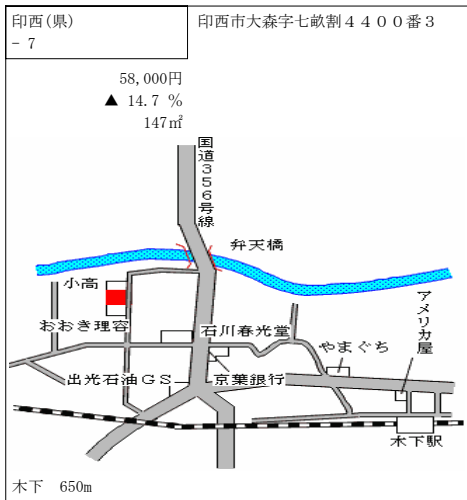 印西(県)
－7
印西市大森字七畝割４４００番３
58,000円
▲ 14.7 %
147㎡
国道３５６号線
弁天橋
小高
アメリカ屋
おおき理容
石川春光堂
やまぐち
出光石油ＧＳ
京葉銀行
木下駅
木下 650m